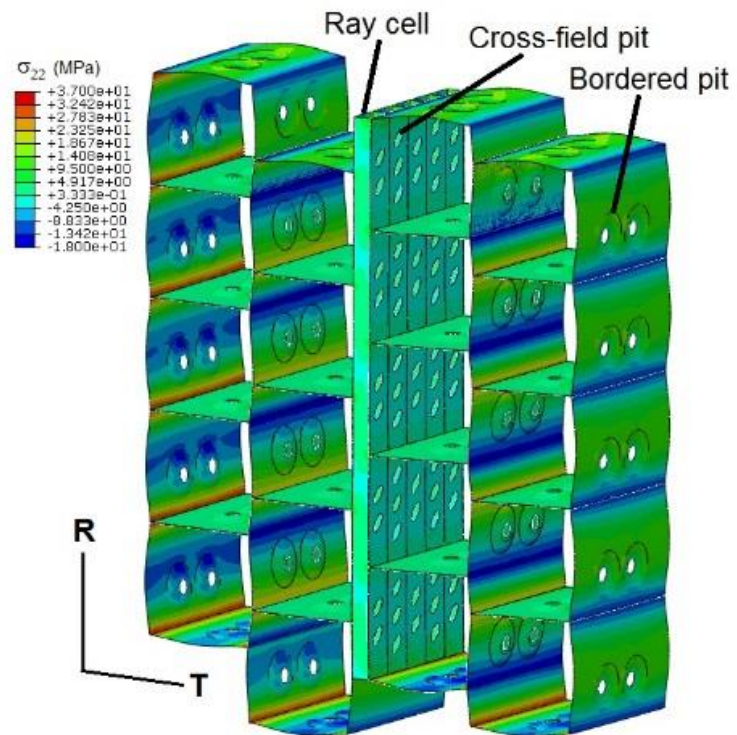 Ray cell
Cross-field pit
Bordered pit
σ22 (MPa)
+3.700e+01
+3.242e+01
+2.783e+01
+2.325e+01
+1.867e+01
+1.408e+01
+9.500e+00
+4.917e+00
+3.333e-01
-4.250e+00
-8.833e+00
-1.342e+01
-1.800e+01
R
T